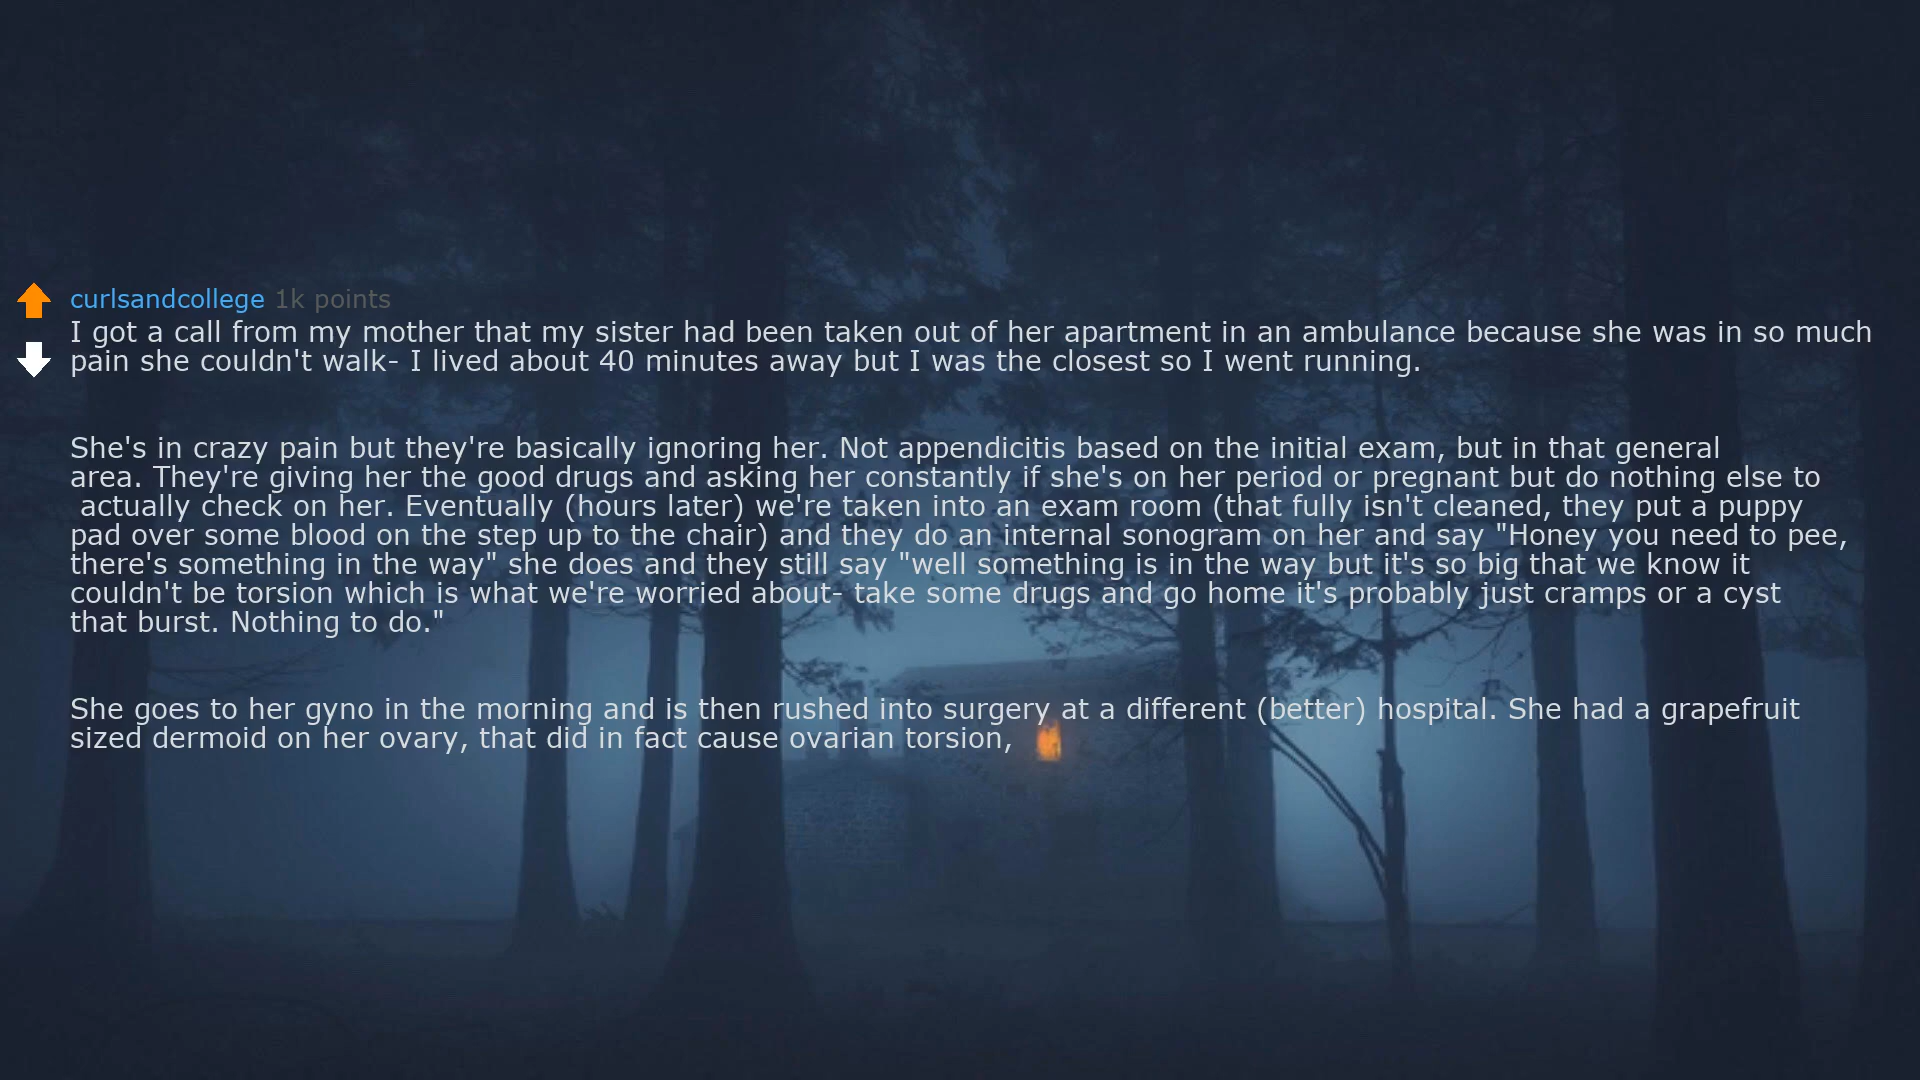 curlsandcollege 1k points
I got a call from my mother that my sister had been taken out of her apartment in an ambulance because she was in so much
pain she couldn't walk- I lived about 40 minutes away but I was the closest so I went running.
She's in crazy pain but they're basically ignoring her. Not appendicitis based on the initial exam, but in that general
area. They're giving her the good drugs and asking her constantly if she's on her period or pregnant but do nothing else to
actually check on her. Eventually (hours later) we're taken into an exam room (that fully isn't cleaned, they put a puppy
pad over some blood on the step up to the chair) and they do an internal sonogram on her and say "Honey you need to pee,
there's something in the way" she does and they still say "well something is in the way but it's so big that we know it
couldn't be torsion which is what we're worried about- take some drugs and go home it's probably just cramps or a cyst
that burst. Nothing to do."
She goes to her gyno in the morning and is then rushed into surgery at a different (better) hospital. She had a grapefruit
sized dermoid on her ovary, that did in fact cause ovarian torsion,